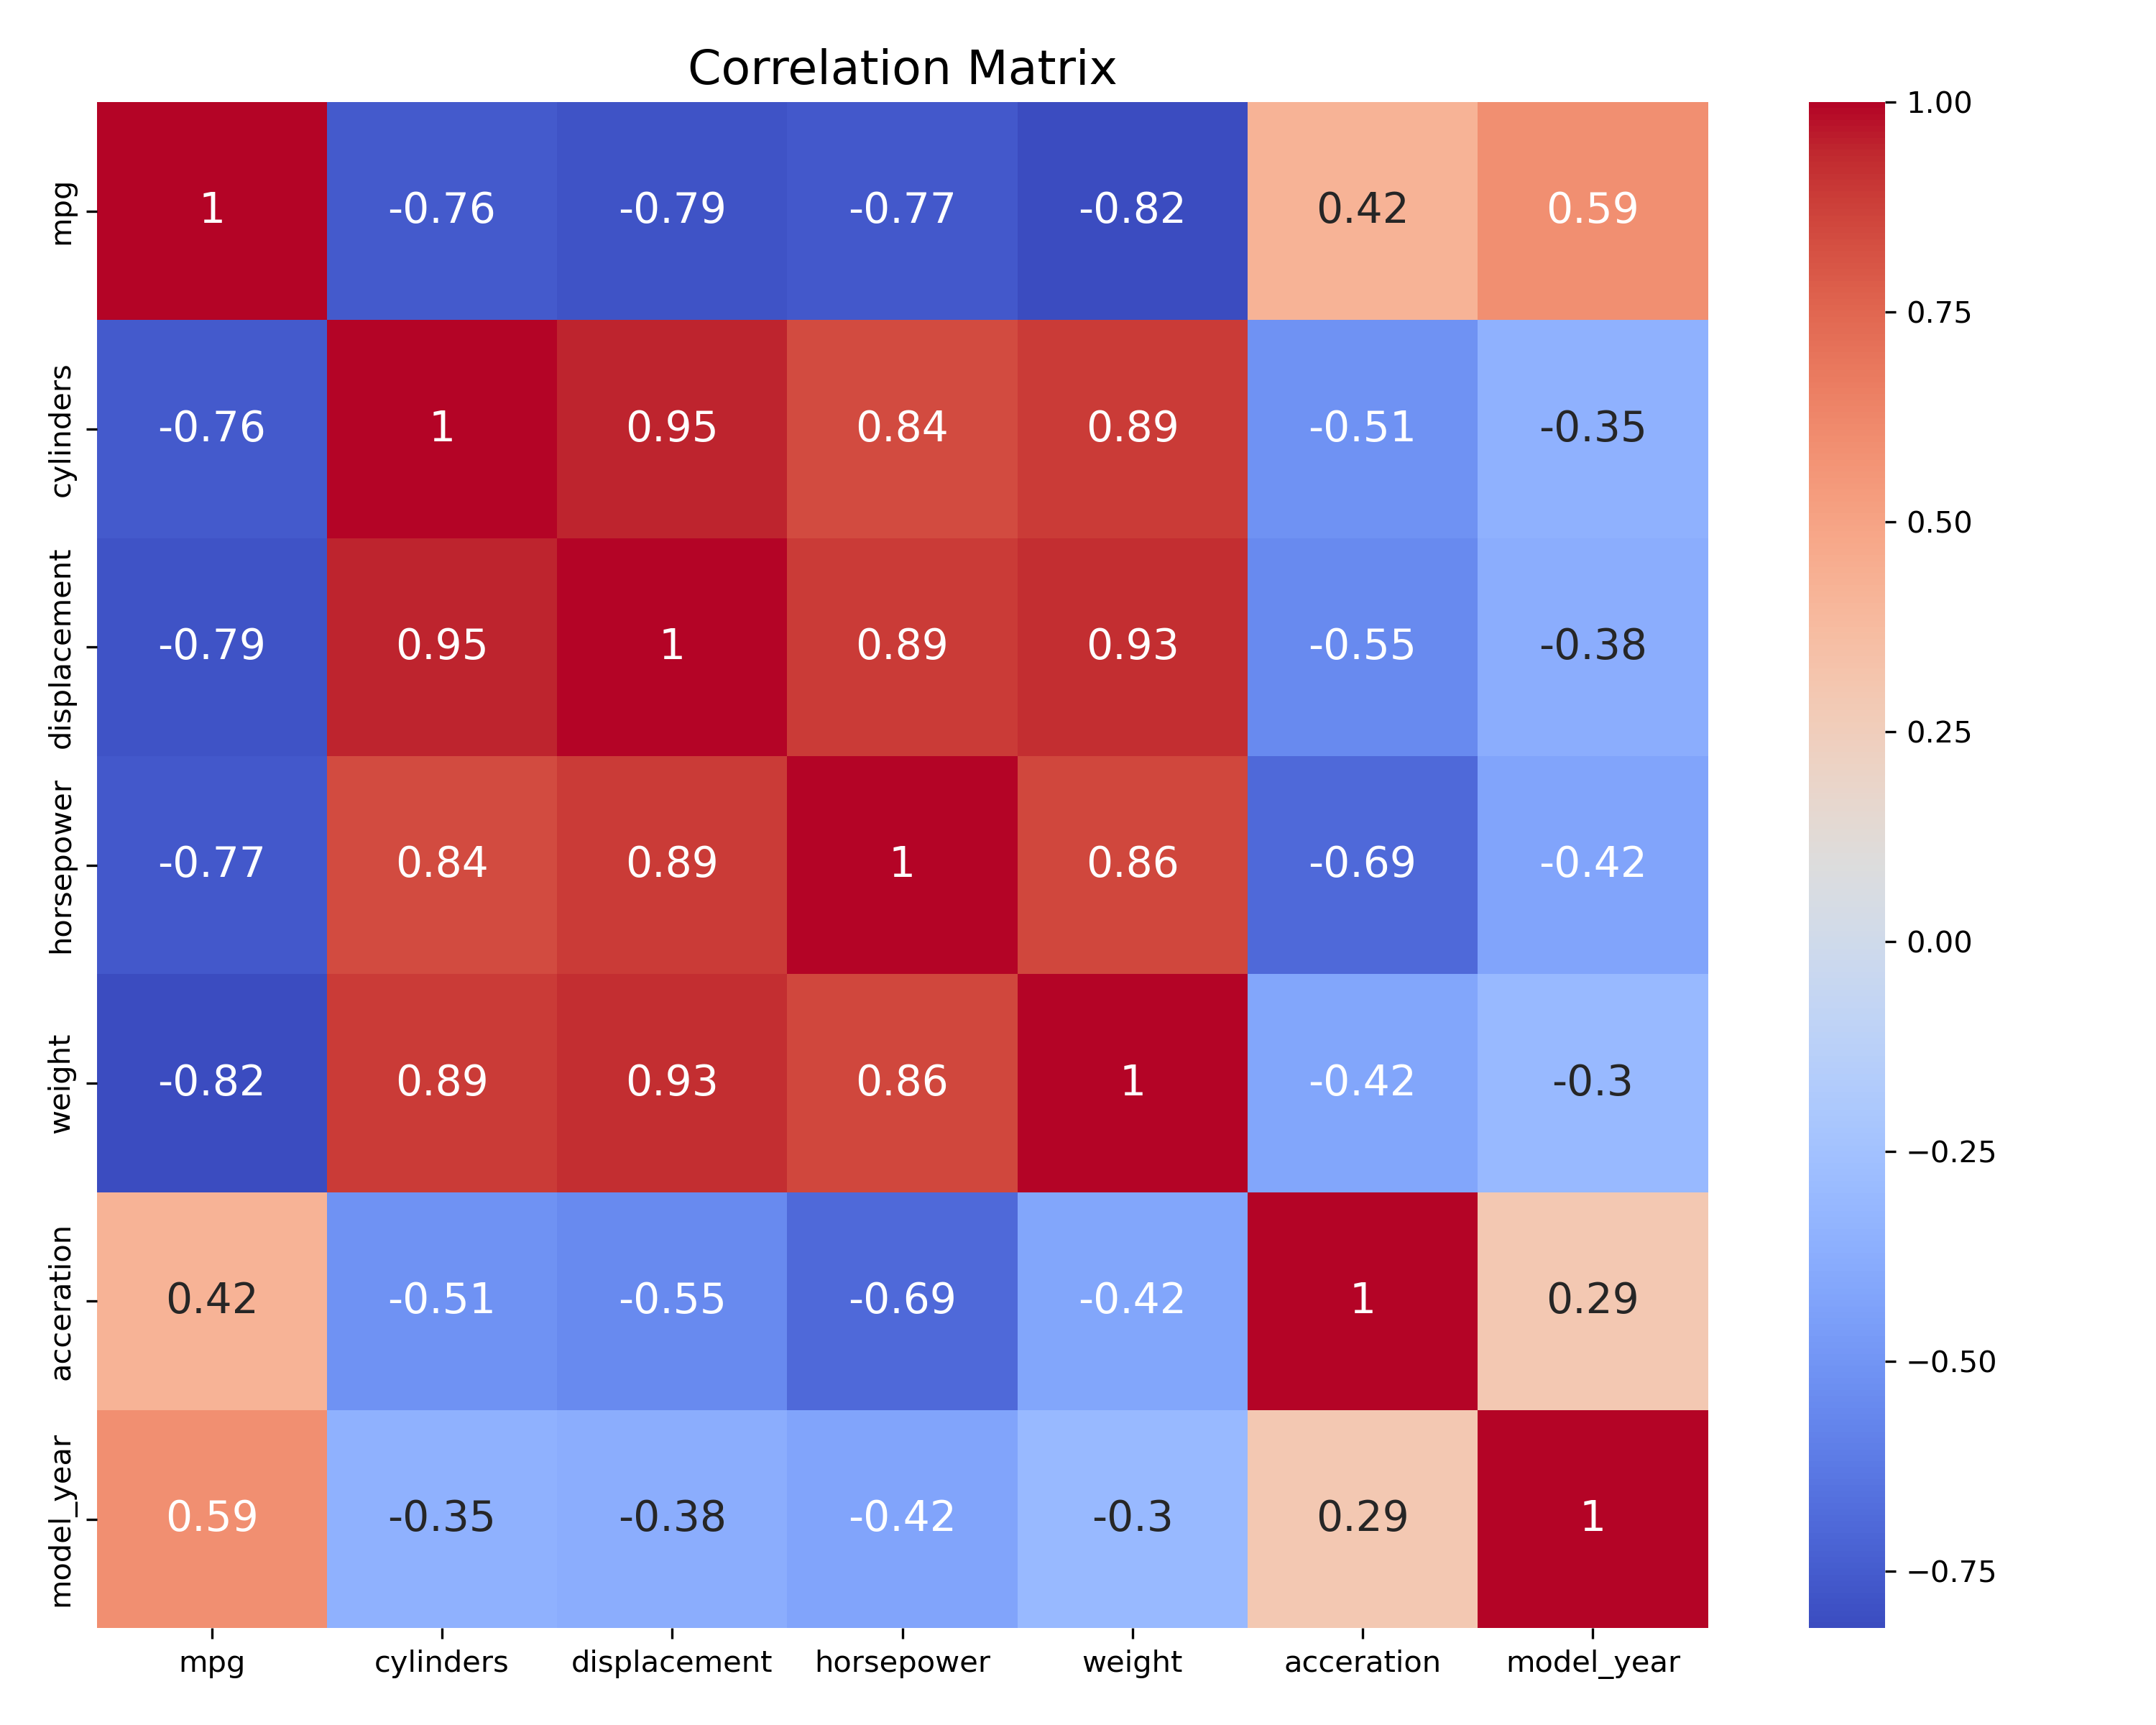 Correlation Matrix
mpg 1 -0.76 -0.79 -0.77 -0.82 0.42 0.59
cylinders -0.76 1 0.95 0.84 0.89 -0.51 -0.35
displacement -0.79 0.95 1 0.89 0.93 -0.55 -0.38
horsepower -0.77 0.84 0.89 1 0.86 -0.69 -0.42
weight -0.82 0.89 0.93 0.86 1 -0.42 -0.3
acceration 0.42 -0.51 -0.55 -0.69 -0.42 1 0.29
model_year 0.59 -0.35 -0.38 -0.42 -0.3 0.29 1
mpg cylinders displacement horsepower weight acceration model_year
1.00
0.75
0.50
0.25
0.00
−0.25
−0.50
−0.75